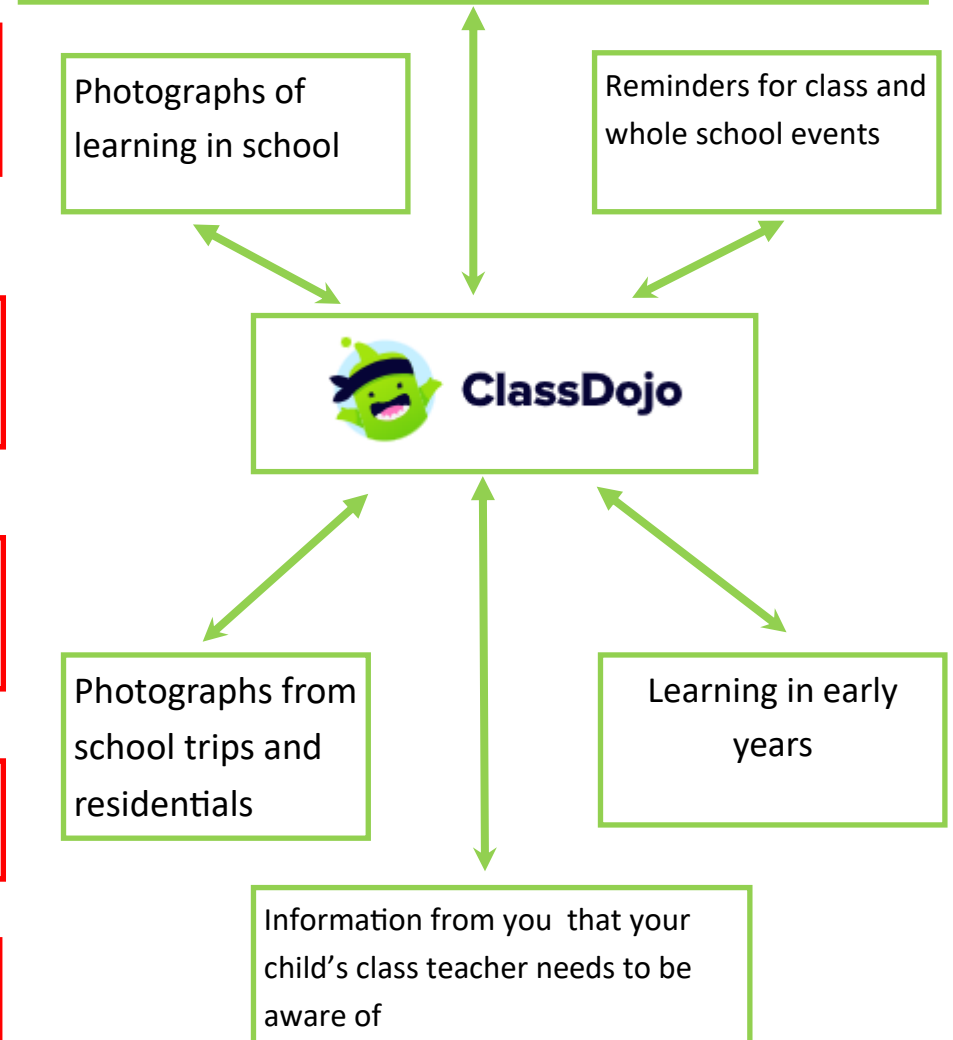 Photographs of
learning in school
Reminders for class and
whole school events
ClassDojo
Photographs from
school trips and
residentials
Learning in early
years
Information from you  that your
child’s class teacher needs to be
aware of